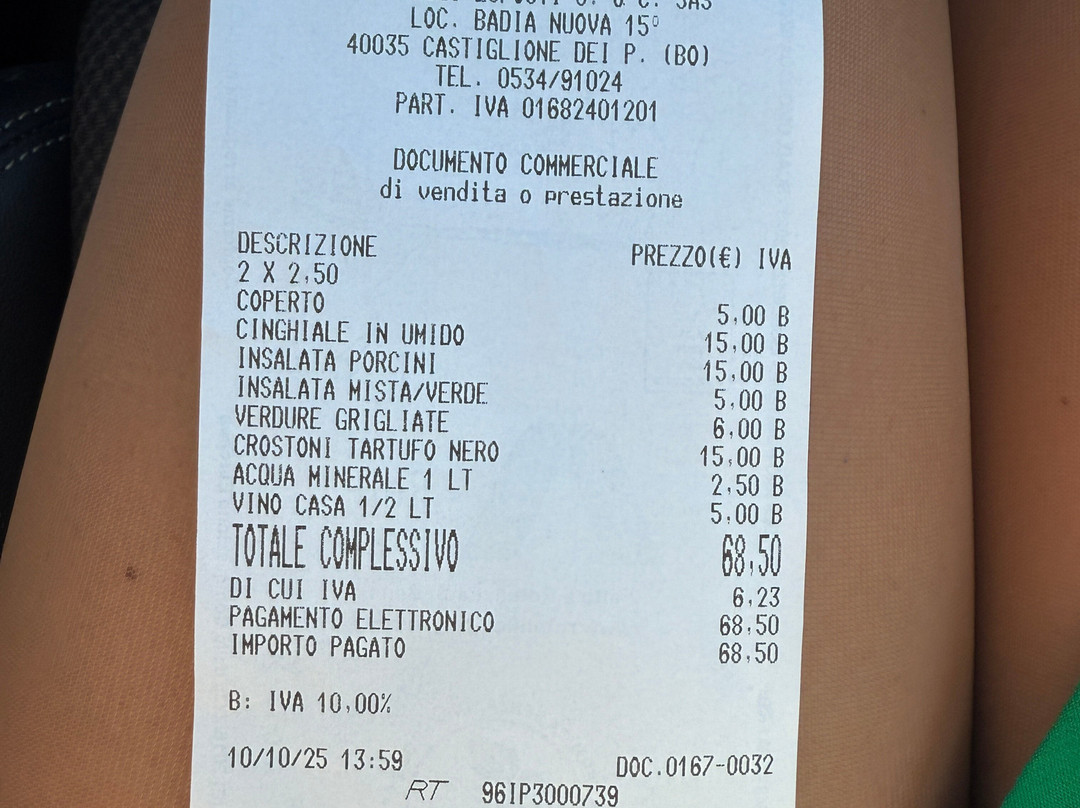 LOC. BADIA NUOVA 15°
40035 CASTIGLIONE DEI P. (BO)
TEL. 0534/91024
PART. IVA 01682401201
DOCUMENTO COMMERCIALE
di vendita o prestazione
DESCRIZIONE PREZZO(€) IVA
2 X 2,50
COPERTO 5,00 B
CINGHIALE IN UMIDO 15,00 B
INSALATA PORCINI 15,00 B
INSALATA MISTA/VERDE 5,00 B
VERDURE GRIGLIATE 6,00 B
CROSTONI TARTUFO NERO 15,00 B
ACQUA MINERALE 1 LT 2,50 B
VINO CASA 1/2 LT 5,00 B
TOTALE COMPLESSIVO 68,50
DI CUI IVA 6,23
PAGAMENTO ELETTRONICO 68,50
IMPORTO PAGATO 68,50
B: IVA 10,00%
10/10/25 13:59 DOC.0167-0032
RT 96IP3000739